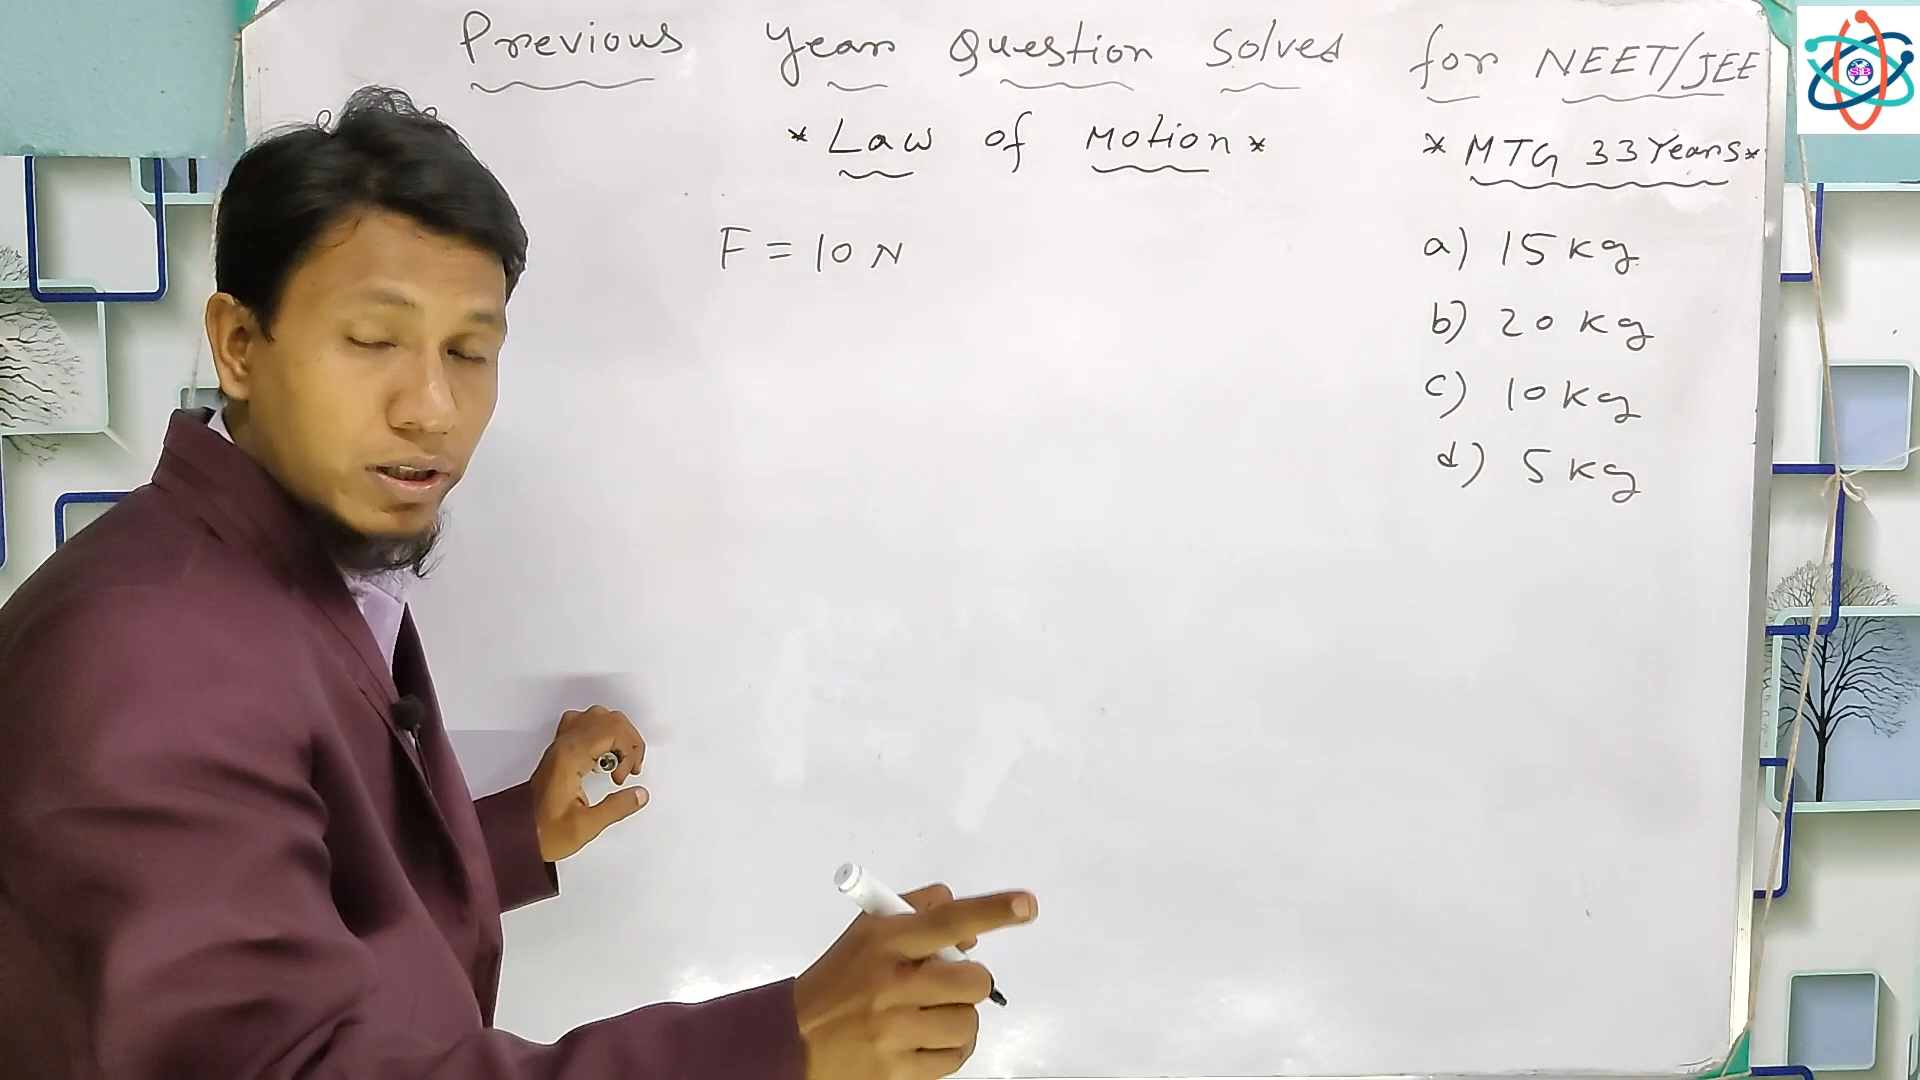 Previous Year Question Solved for NEET/JEE
* Law of Motion *
* MTG 33 Years *
F = 10 N
a) 15 kg
b) 20 kg
c) 10 kg
d) 5 kg
SB